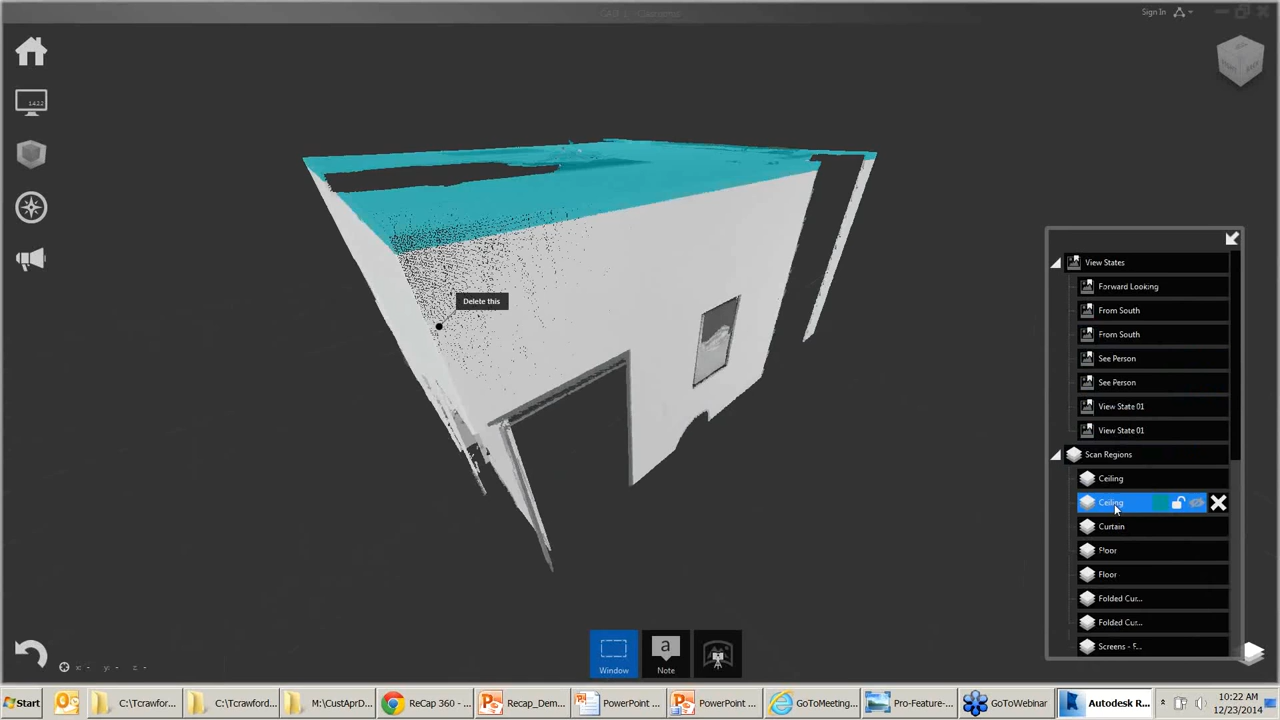 Sign In
1422
Delete this
View States
Forward Looking
From South
From South
See Person
See Person
View State 01
View State 01
Scan Regions
Ceiling
Ceiling
Curtain
Floor
Floor
Folded Cur...
Folded Cur...
Window
a
Note
x: - y: - z: -
Start
C:\Tcrawfor...
C:\Tcrawford...
M:\CustAprD...
ReCap 360 - ...
Recap_Dem...
PowerPoint ...
PowerPoint ...
GoToMeeting...
Pro-Feature-...
GoToWebinar
Autodesk R...
10:22 AM
12/23/2014